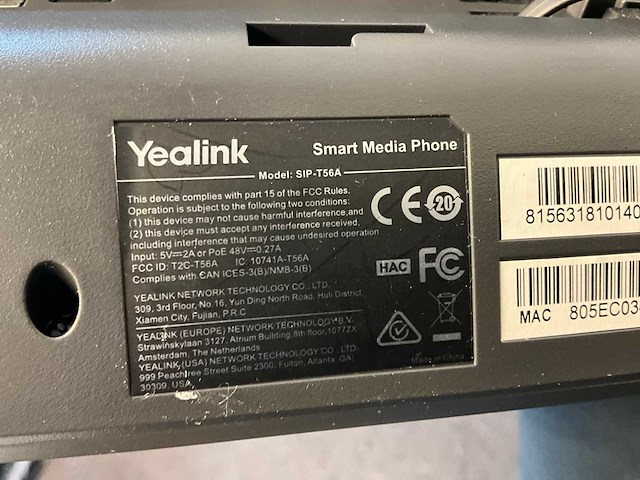 Yealink
Smart Media Phone
Model: SIP-T56A
This device complies with part 15 of the FCC Rules.
Operation is subject to the following two conditions:
(1) this device may not cause harmful interference,and
(2) this device must accept any interference received,
including interference that may cause undesired operation
Input: 5V⎓2A or PoE 48V⎓0.27A
FCC ID: T2C-T56A IC 10741A-T56A
Complies with CAN ICES-3(B)/NMB-3(B)
YEALINK NETWORK TECHNOLOGY CO., LTD.
309, 3rd Floor, No.16, Yun Ding North Road, Huli District,
Xiamen City, Fujian, P.R.C
YEALINK (EUROPE) NETWORK TECHNOLOGY B.V.
Strawinskylaan 3127, Atrium Building,8th floor,1077ZX
Amsterdam, The Netherlands
YEALINK (USA) NETWORK TECHNOLOGY CO., LTD.
999 Peachtree Street Suite 2300, Fulton, Atlanta, GA
30309, USA
CE
20
HAC
FC
Made in China
815631810140
MAC 805EC03